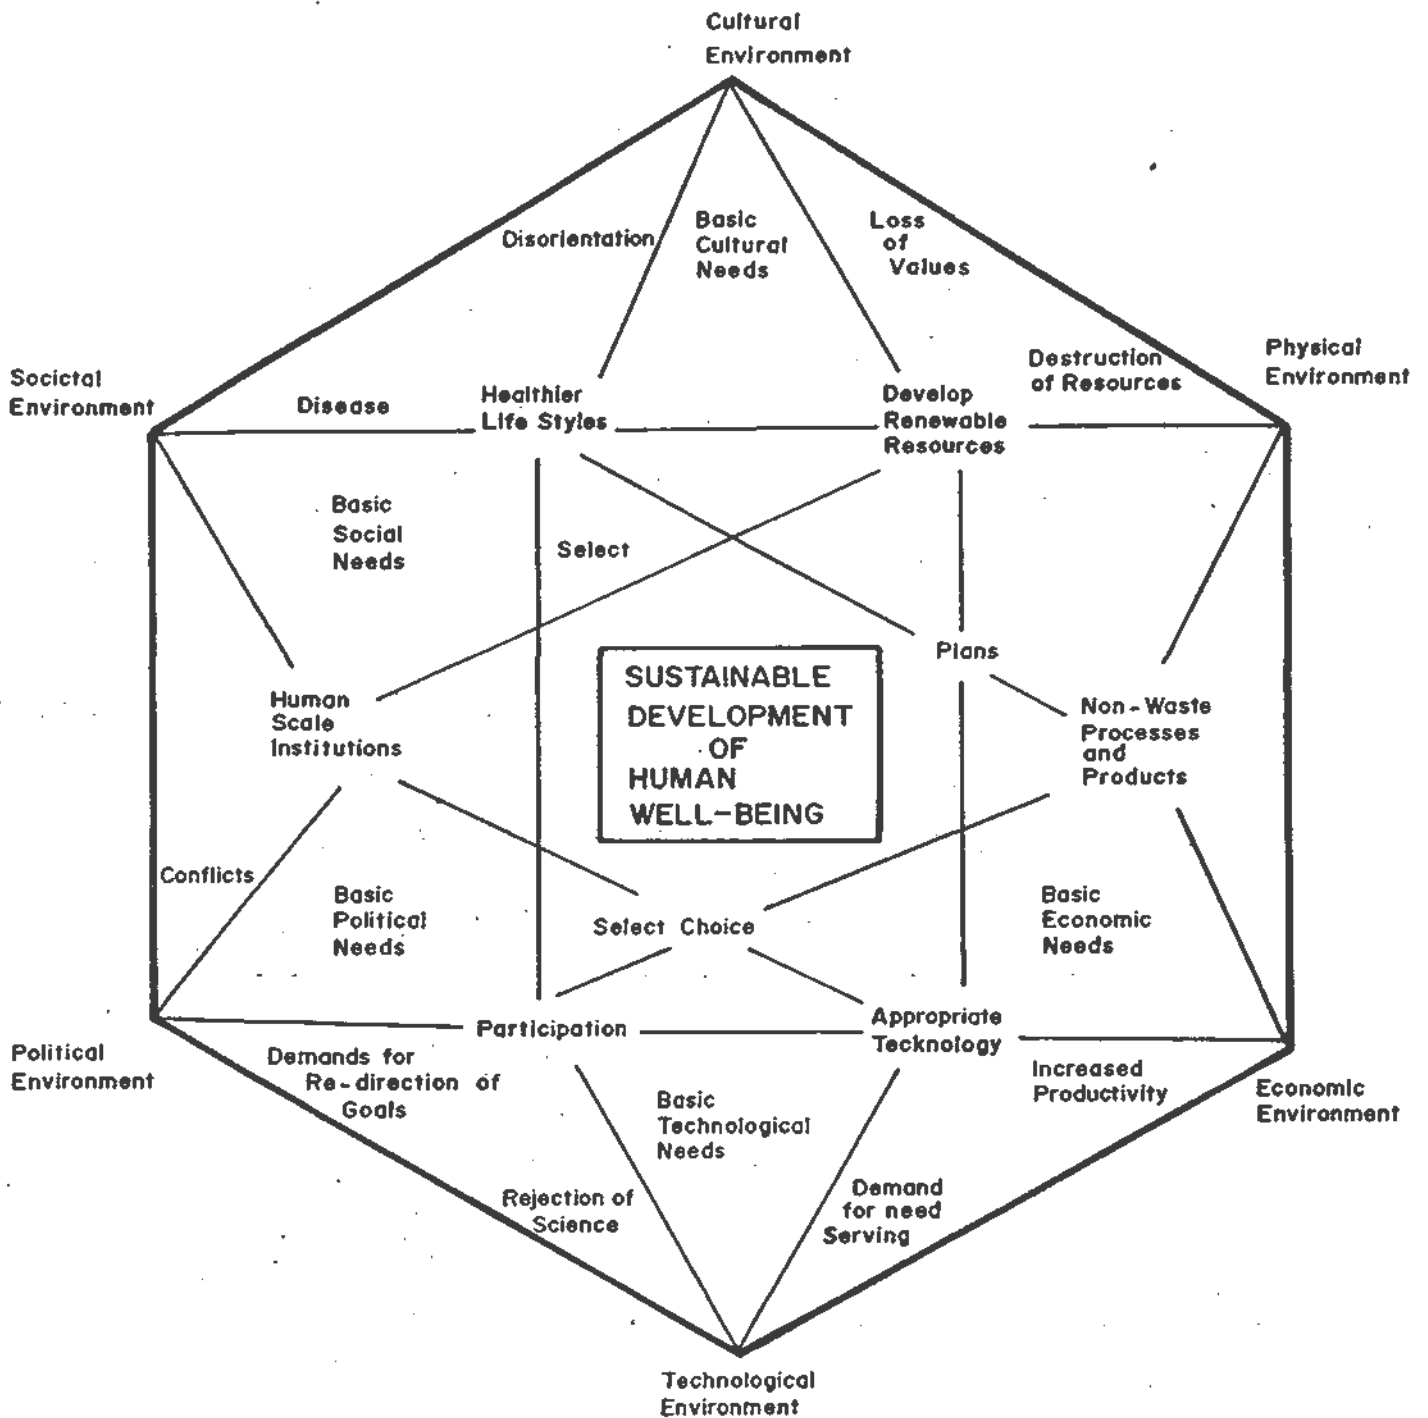 Cultural
Environment
Disorientation
Basic
Cultural
Needs
Loss
of
Values
Societal
Environment
Disease
Healthier
Life Styles
Develop
Renewable
Resources
Destruction
of Resources
Physical
Environment
Basic
Social
Needs
Select
Plans
Human
Scale
Institutions
SUSTAINABLE
DEVELOPMENT
OF
HUMAN
WELL-BEING
Non-Waste
Processes
and
Products
Conflicts
Basic
Political
Needs
Select Choice
Basic
Economic
Needs
Political
Environment
Demands for
Re-direction of
Goals
Participation
Appropriate
Tecknology
Increased
Productivity
Economic
Environment
Basic
Technological
Needs
Rejection of
Science
Demand
for need
Serving
Technological
Environment